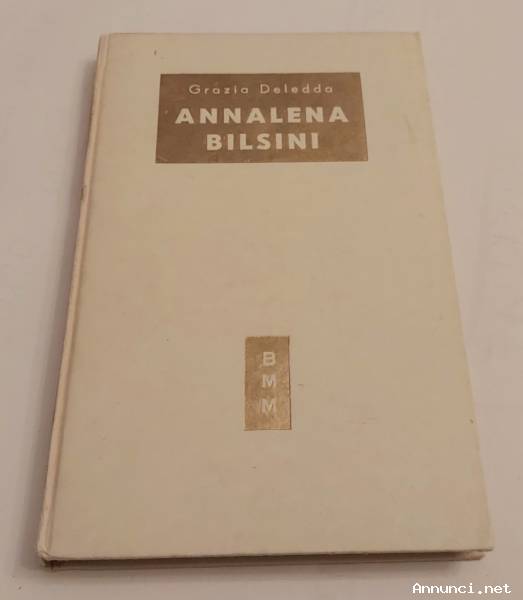 Grazia Deledda
ANNALENA
BILSINI
B
M
M
Annunci.net